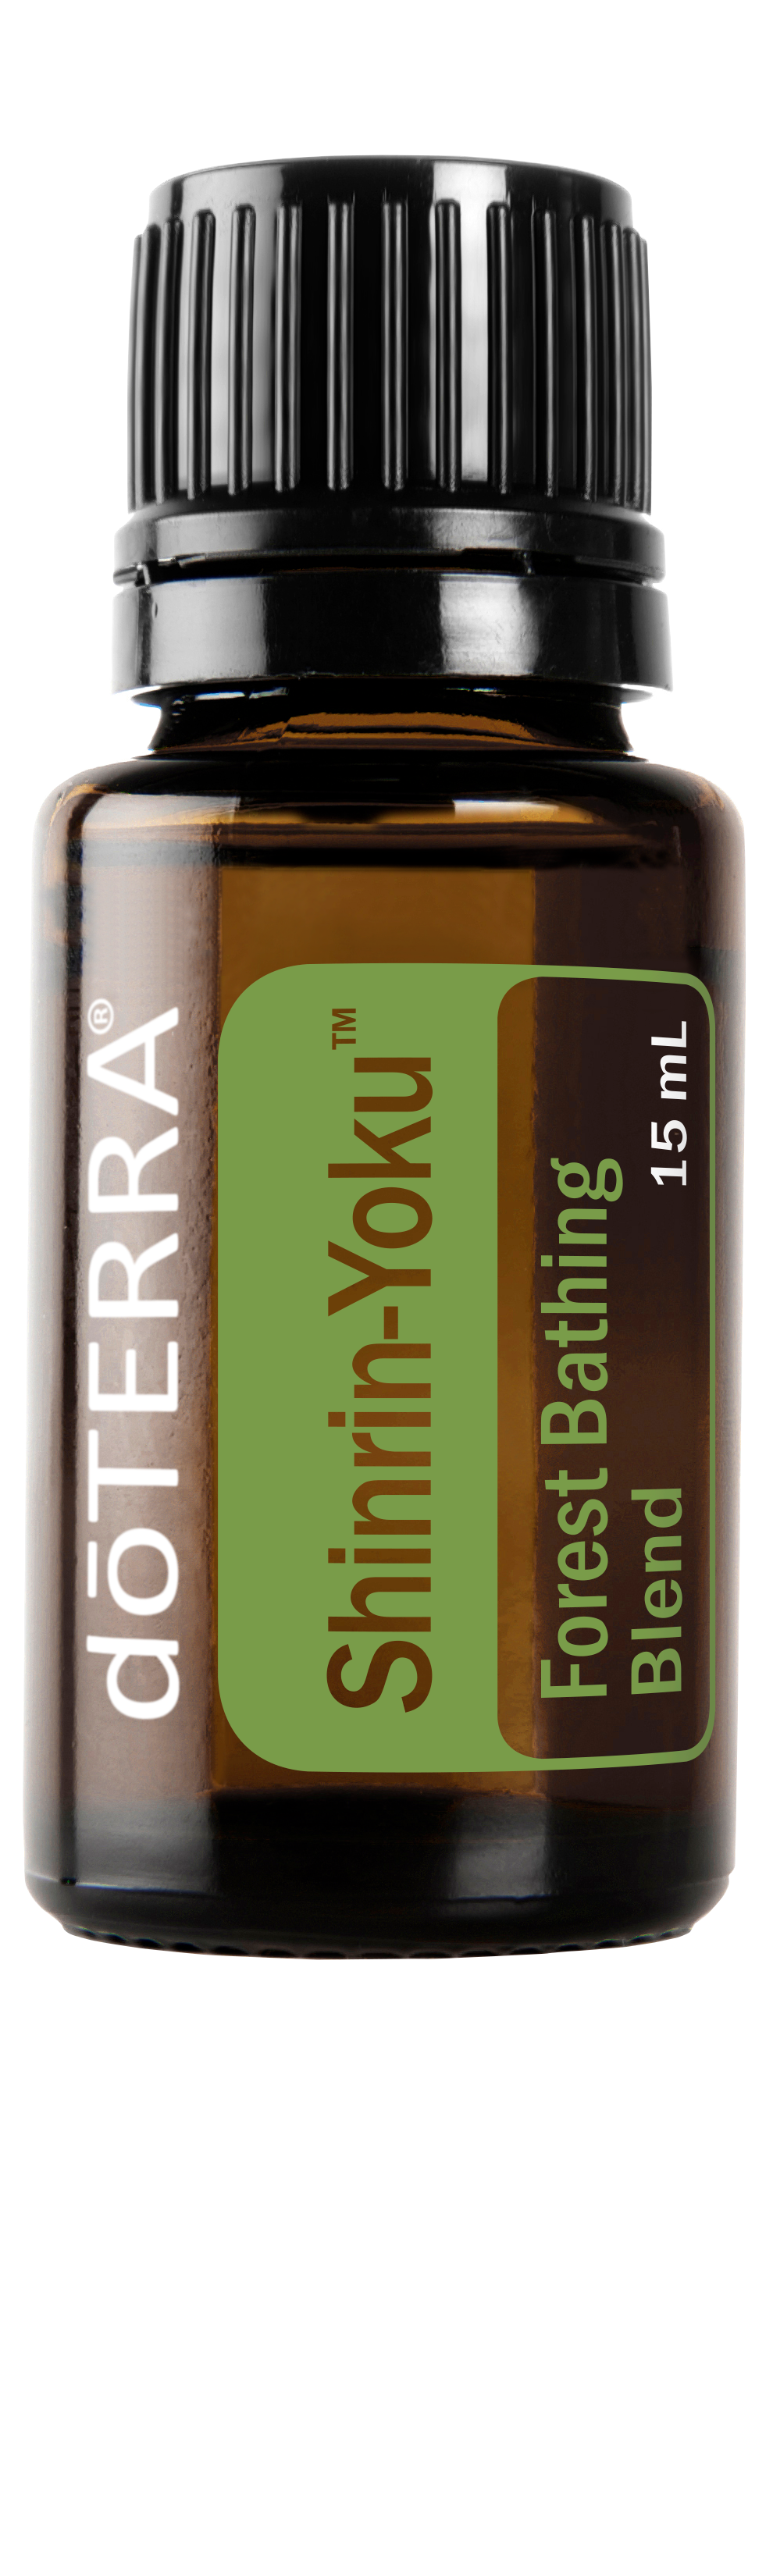 dōTERRA®
Shinrin-Yoku™
Forest Bathing
Blend
15 mL